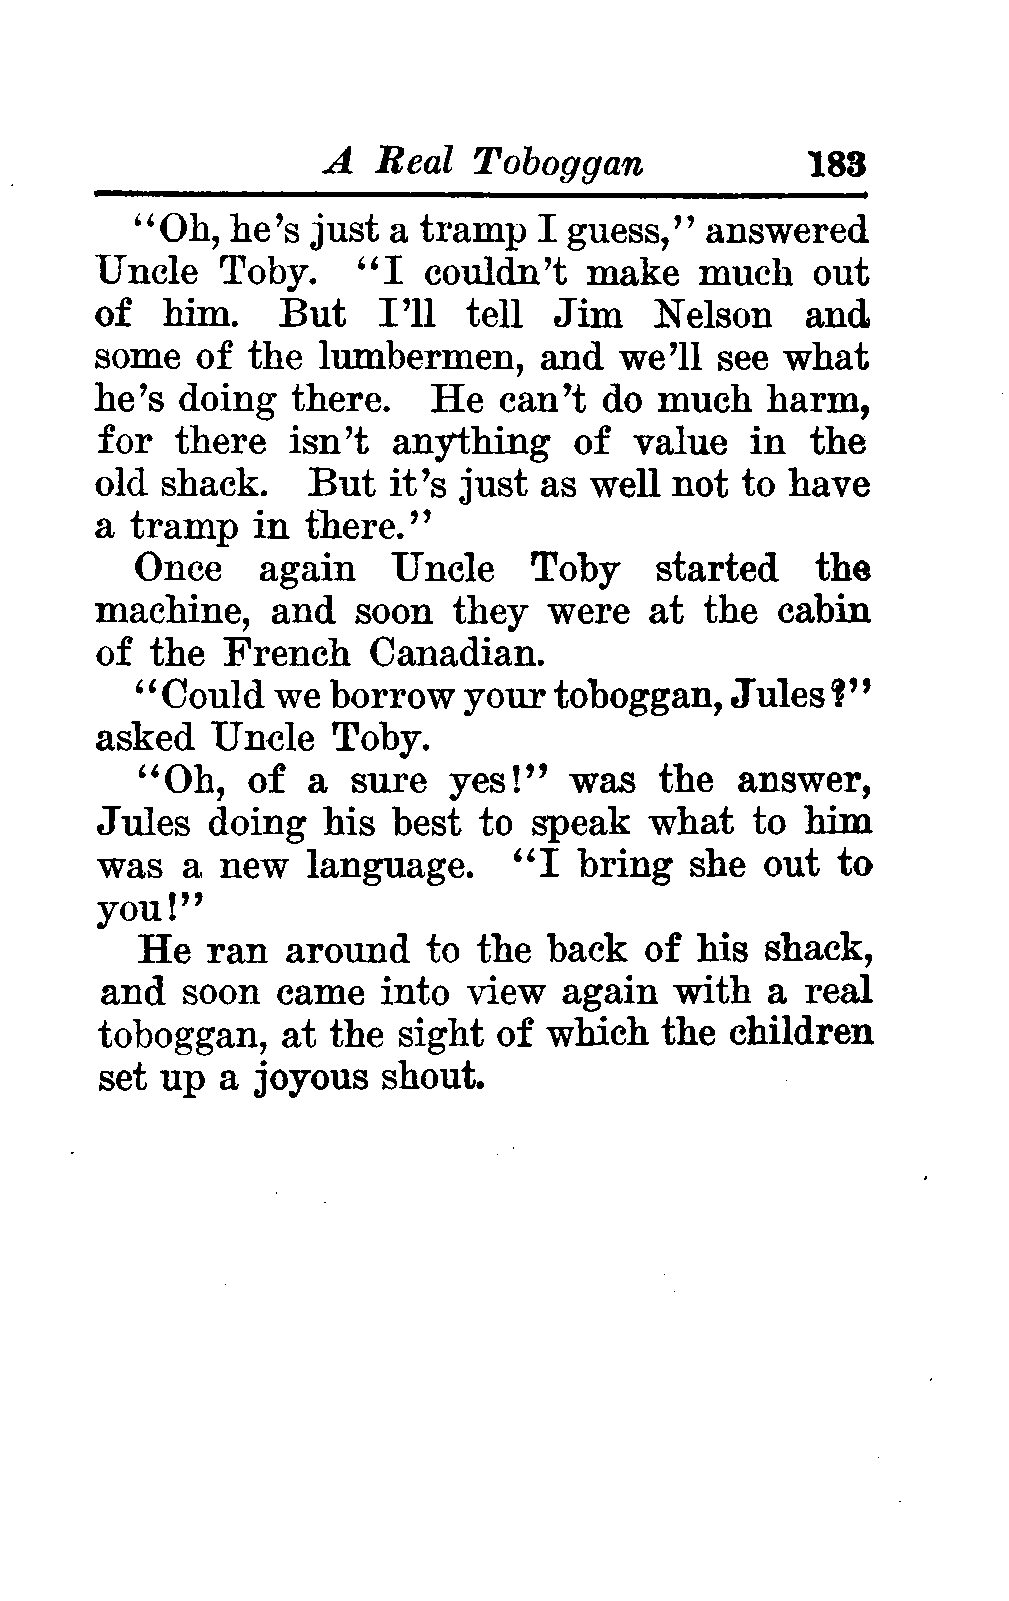 A Real Toboggan 183
“Oh, he’s just a tramp I guess,” answered
Uncle Toby. “I couldn’t make much out
of him. But I’ll tell Jim Nelson and
some of the lumbermen, and we’ll see what
he’s doing there. He can’t do much harm,
for there isn’t anything of value in the
old shack. But it’s just as well not to have
a tramp in there.”
Once again Uncle Toby started the
machine, and soon they were at the cabin
of the French Canadian.
“Could we borrow your toboggan, Jules?”
asked Uncle Toby.
“Oh, of a sure yes!” was the answer,
Jules doing his best to speak what to him
was a new language. “I bring she out to
you!”
He ran around to the back of his shack,
and soon came into view again with a real
toboggan, at the sight of which the children
set up a joyous shout.